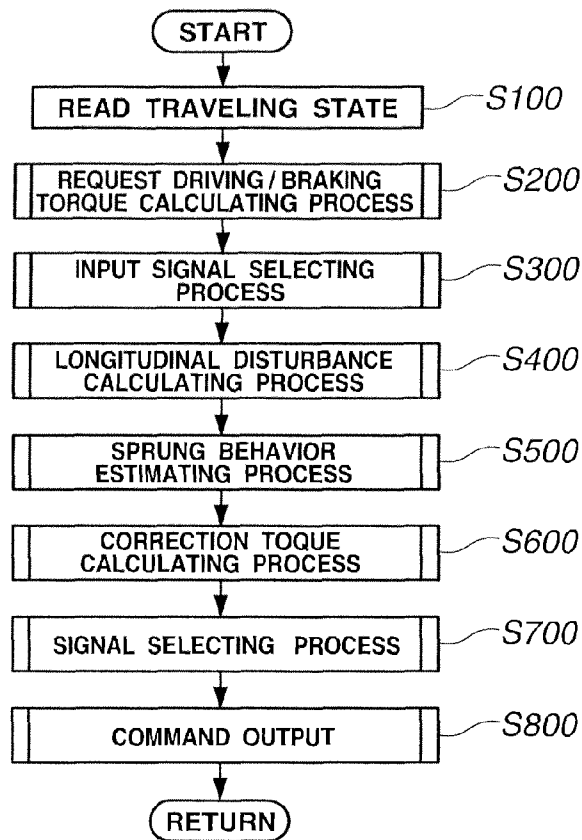 START
READ TRAVELING STATE
S100
REQUEST DRIVING/BRAKING
TORQUE CALCULATING PROCESS
S200
INPUT SIGNAL SELECTING
PROCESS
S300
LONGITUDINAL DISTURBANCE
CALCULATING PROCESS
S400
SPRUNG BEHAVIOR
ESTIMATING PROCESS
S500
CORRECTION TOQUE
CALCULATING PROCESS
S600
SIGNAL SELECTING PROCESS
S700
COMMAND OUTPUT
S800
RETURN